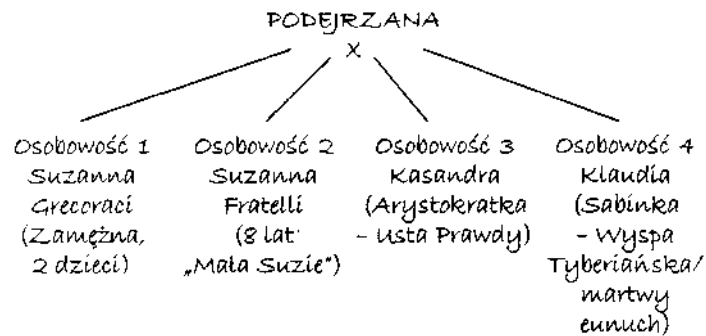 PODEJRZANA
X
Osobowość 1
Suzanna
Grecoraci
(Zamężna,
2 dzieci)
Osobowość 2
Suzanna
Fratelli
(8 lat
„Mała Suzie")
Osobowość 3
Kasandra
(Arystokratka
– Usta Prawdy)
Osobowość 4
Klaudia
(Sabinka
– Wyspa
Tyberiańska/
martwy
eunuch)